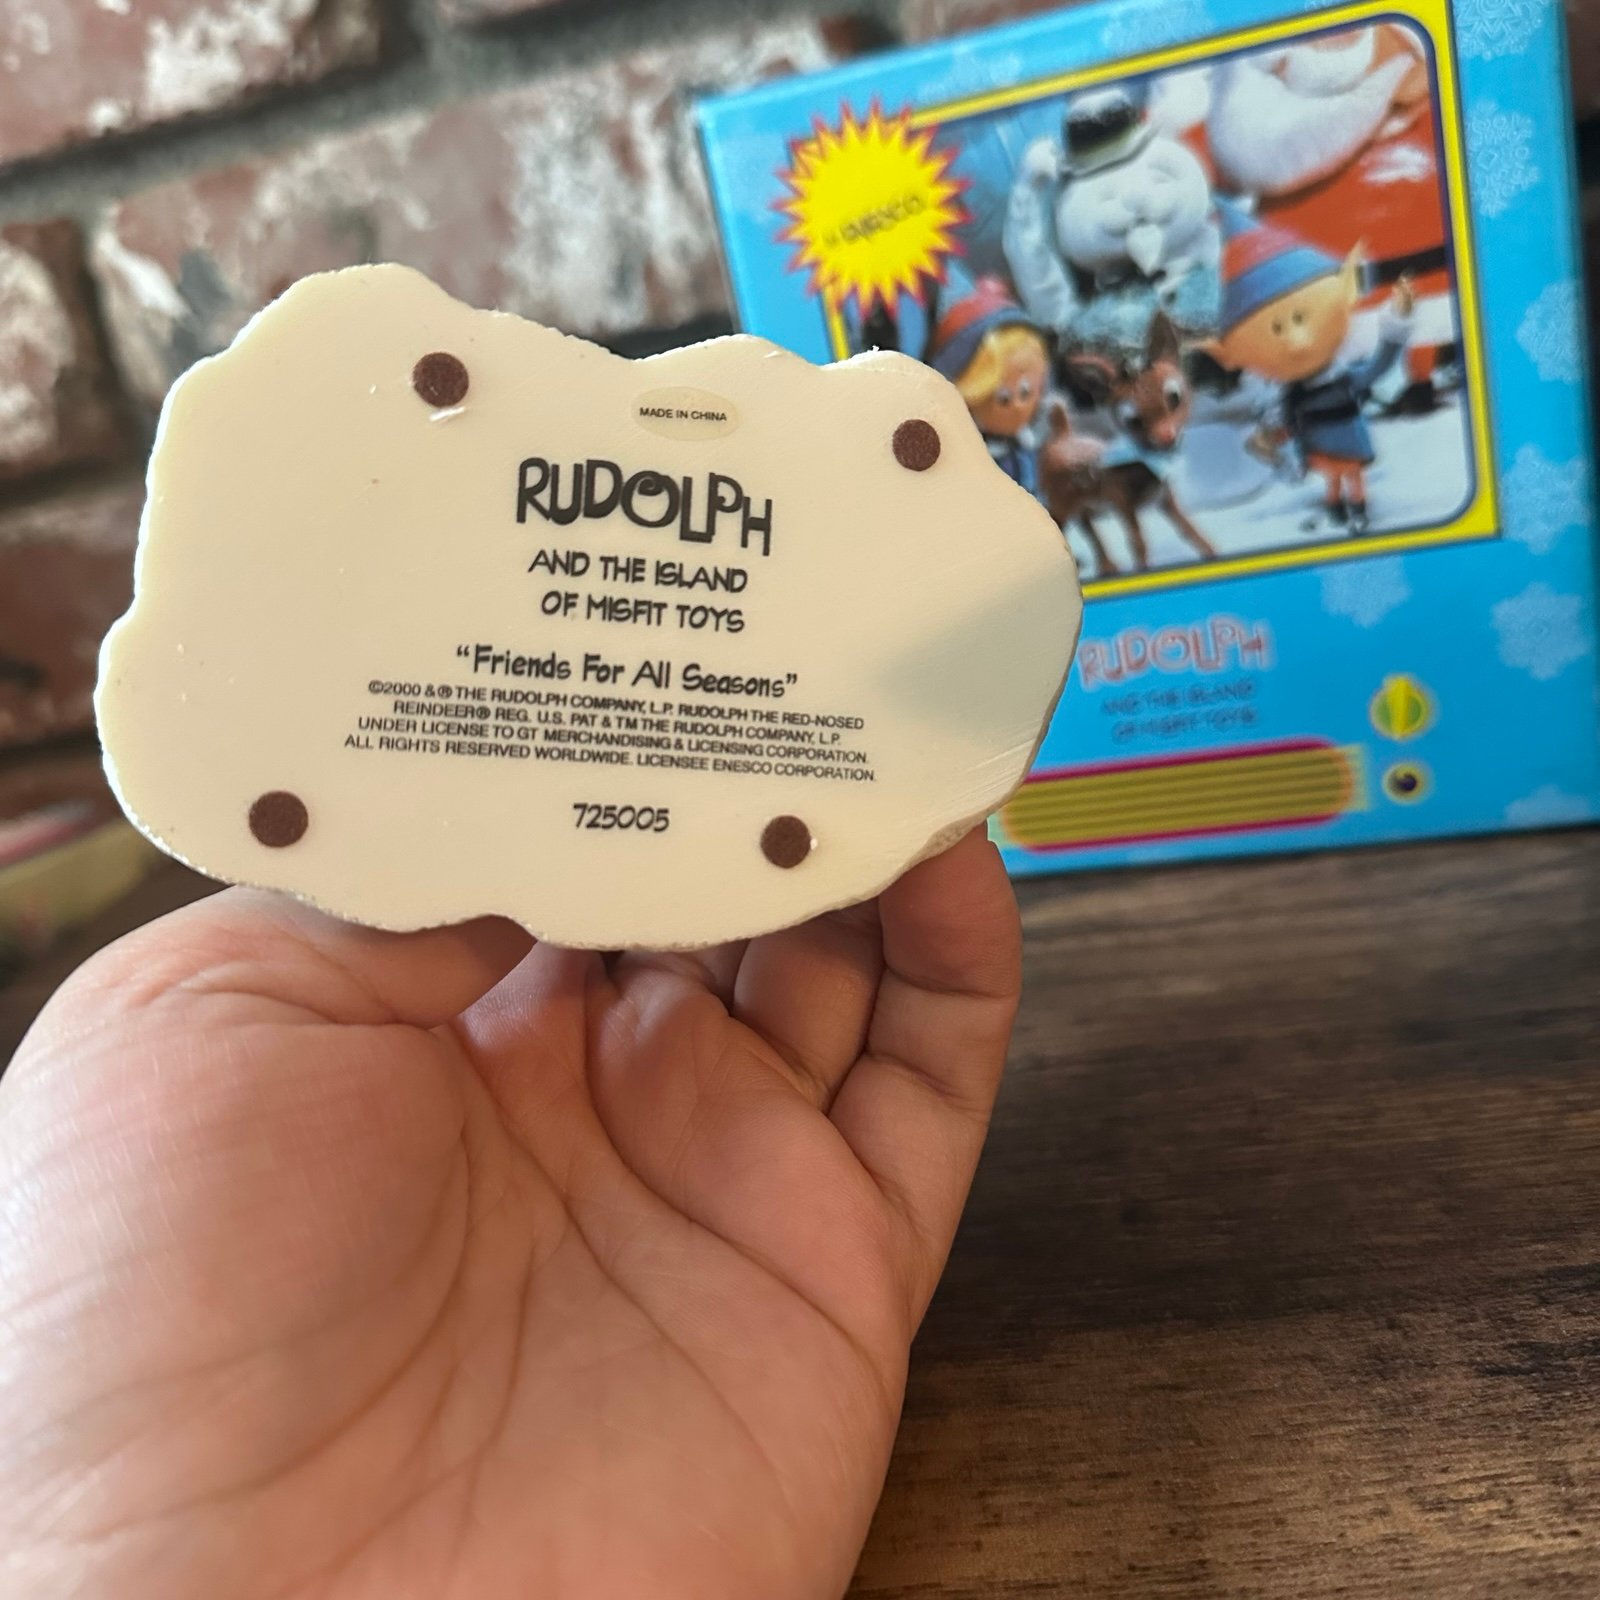 MADE IN CHINA
RUDOLPH
AND THE ISLAND
OF MISFIT TOYS
“Friends For All Seasons”
©2000 &® THE RUDOLPH COMPANY, L.P. RUDOLPH THE RED-NOSED
REINDEER® REG. U.S. PAT & TM THE RUDOLPH COMPANY, L.P.
UNDER LICENSE TO GT MERCHANDISING & LICENSING CORPORATION.
ALL RIGHTS RESERVED WORLDWIDE. LICENSEE ENESCO CORPORATION.
725005
ENESCO
RUDOLPH
AND THE ISLAND
OF MISFIT TOYS